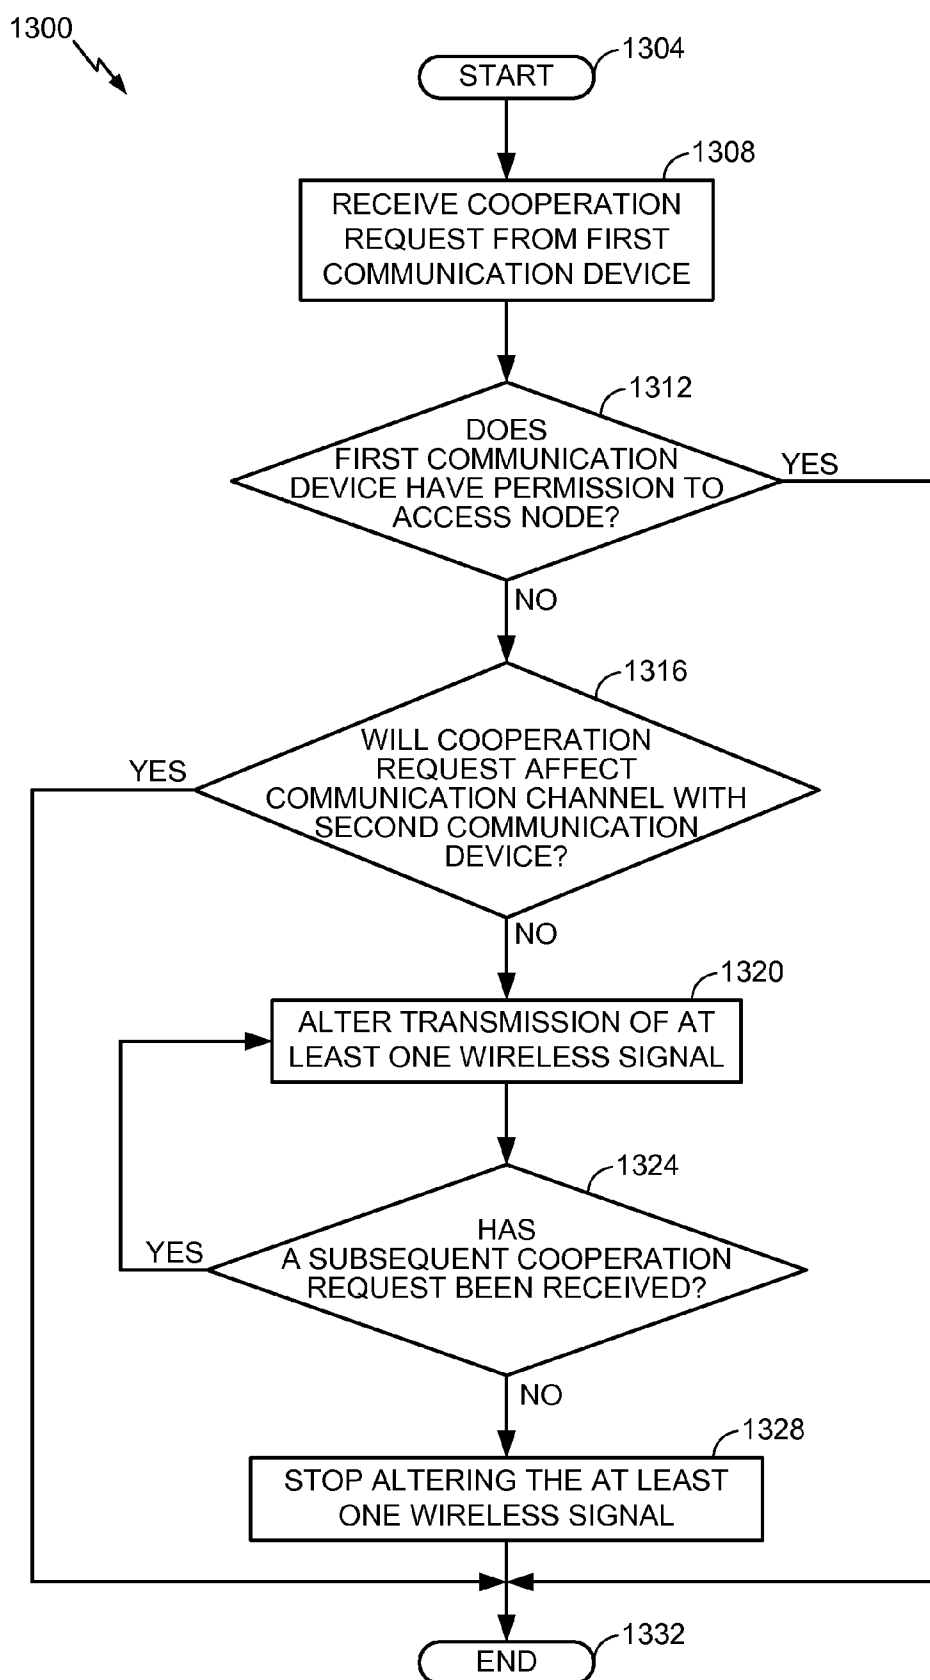 1300
START
1304
1308
RECEIVE COOPERATION
REQUEST FROM FIRST
COMMUNICATION DEVICE
1312
DOES
FIRST COMMUNICATION
DEVICE HAVE PERMISSION TO
ACCESS NODE?
YES
NO
1316
WILL COOPERATION
REQUEST AFFECT
COMMUNICATION CHANNEL WITH
SECOND COMMUNICATION
DEVICE?
YES
NO
1320
ALTER TRANSMISSION OF AT
LEAST ONE WIRELESS SIGNAL
1324
HAS
A SUBSEQUENT COOPERATION
REQUEST BEEN RECEIVED?
YES
NO
1328
STOP ALTERING THE AT LEAST
ONE WIRELESS SIGNAL
1332
END